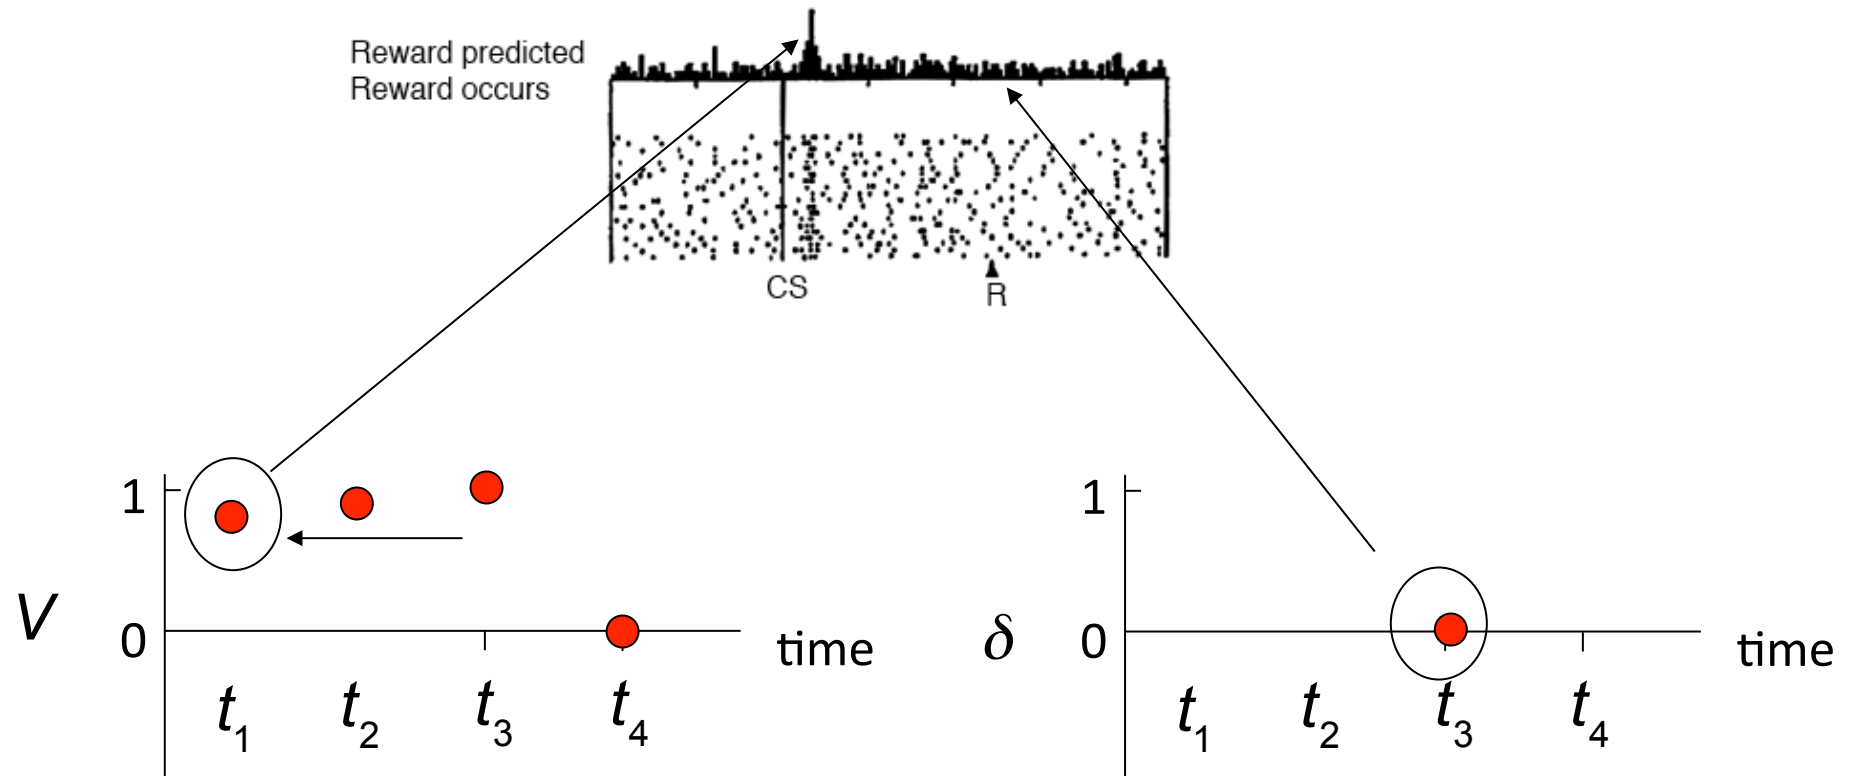 Reward predicted
Reward occurs
CS
R
1
0
V
time
t1 t2 t3 t4
1
0
δ
time
t1 t2 t3 t4